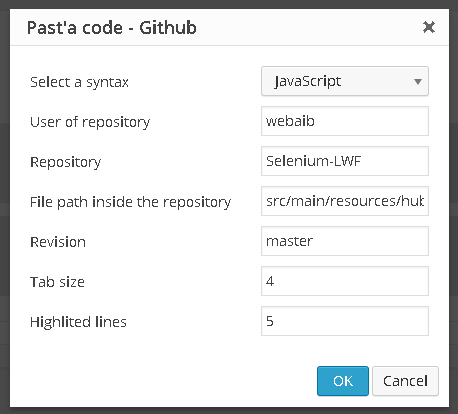 Past'a code - Github
Select a syntax JavaScript
User of repository webaib
Repository Selenium-LWF
File path inside the repository src/main/resources/hub
Revision master
Tab size 4
Highlited lines 5
OK Cancel